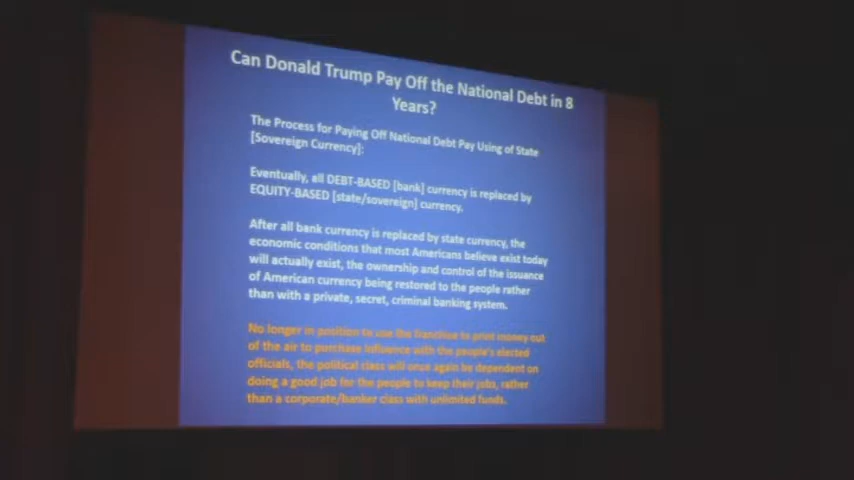 Can Donald Trump Pay Off the National Debt in 8
Years?
The Process for Paying Off National Debt Pay Using of State
[Sovereign Currency]:
Eventually, all DEBT-BASED [bank] currency is replaced by
EQUITY-BASED [state/sovereign] currency.
After all bank currency is replaced by state currency, the
economic conditions that most Americans believe exist today
will actually exist, the ownership and control of the issuance
of American currency being restored to the people rather
than with a private, secret, criminal banking system.
No longer in position to use the franchise to print money out
of the air to purchase influence with the people's elected
officials, the political class will once again be dependent on
doing a good job for the people to keep their jobs, rather
than a corporate/banker class with unlimited funds.